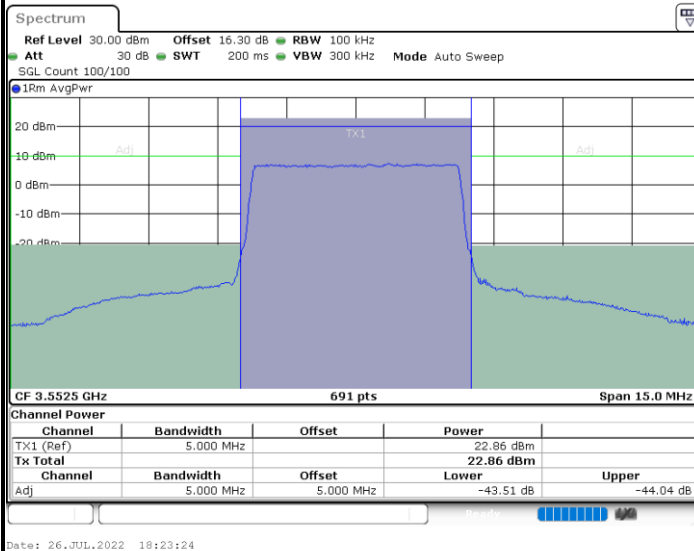 Spectrum
Ref Level 30.00 dBm Offset 16.30 dB RBW 100 kHz
Att 30 dB SWT 200 ms VBW 300 kHz Mode Auto Sweep
SGL Count 100/100
1Rm AvgPwr
20 dBm
TX1
10 dBm Adj Adj
0 dBm
-10 dBm
-20 dBm
CF 3.5525 GHz 691 pts Span 15.0 MHz
Channel Power
Channel Bandwidth Offset Power
TX1 (Ref) 5.000 MHz 22.86 dBm
Tx Total 22.86 dBm
Channel Bandwidth Offset Lower Upper
Adj 5.000 MHz 5.000 MHz -43.51 dB -44.04 dB
Ready
Date: 26.JUL.2022 18:23:24